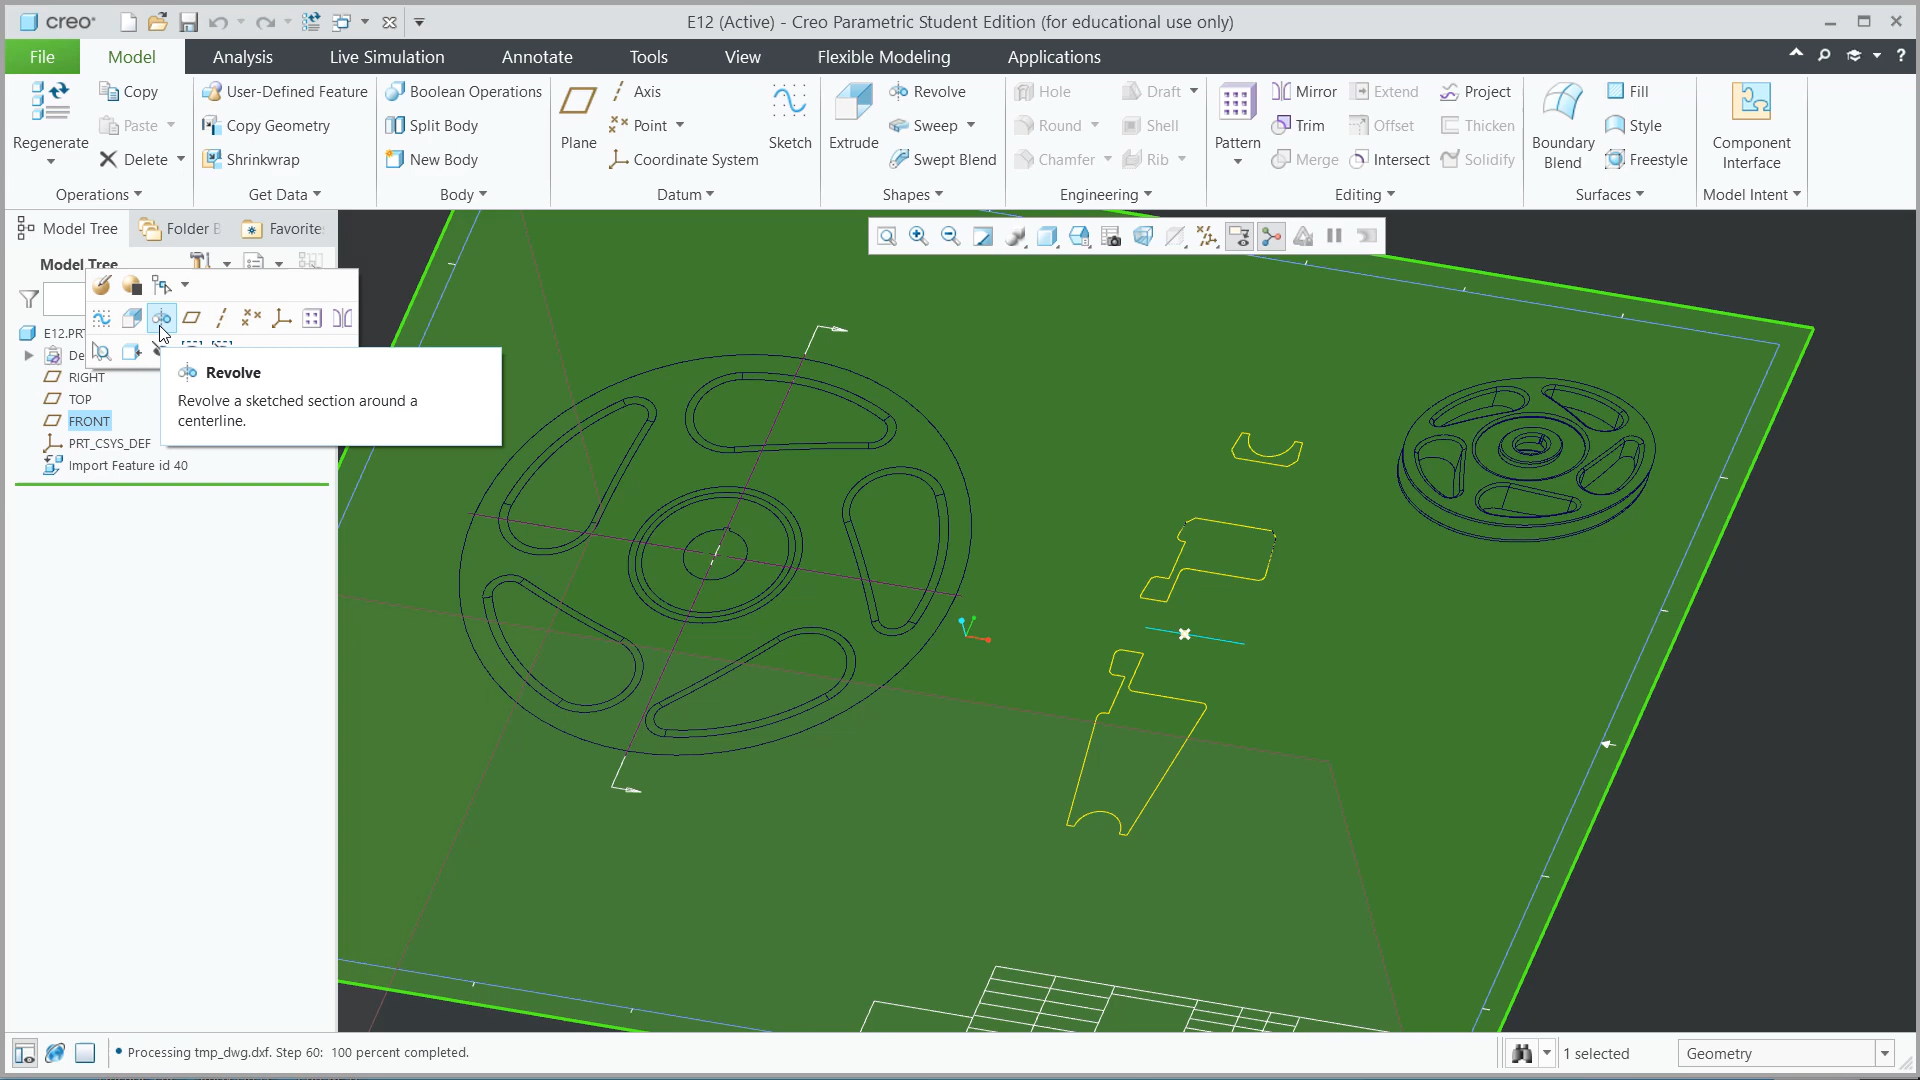 creo
E12 (Active) - Creo Parametric Student Edition (for educational use only)
File
Model
Analysis
Live Simulation
Annotate
Tools
View
Flexible Modeling
Applications
Regenerate
Copy
Paste
Delete
Operations
User-Defined Feature
Copy Geometry
Shrinkwrap
Get Data
Boolean Operations
Split Body
New Body
Body
Plane
Axis
Point
Coordinate System
Sketch
Datum
Extrude
Revolve
Sweep
Swept Blend
Shapes
Hole
Round
Chamfer
Draft
Shell
Rib
Engineering
Pattern
Mirror
Trim
Merge
Extend
Offset
Intersect
Project
Thicken
Solidify
Editing
Boundary
Blend
Fill
Style
Freestyle
Surfaces
Component
Interface
Model Intent
Model Tree
Folder B
Favorite
Model Tree
E12.PRT
De
RIGHT
TOP
FRONT
PRT_CSYS_DEF
Import Feature id 40
Revolve
Revolve a sketched section around a
centerline.
Processing tmp_dwg.dxf. Step 60: 100 percent completed.
1 selected
Geometry